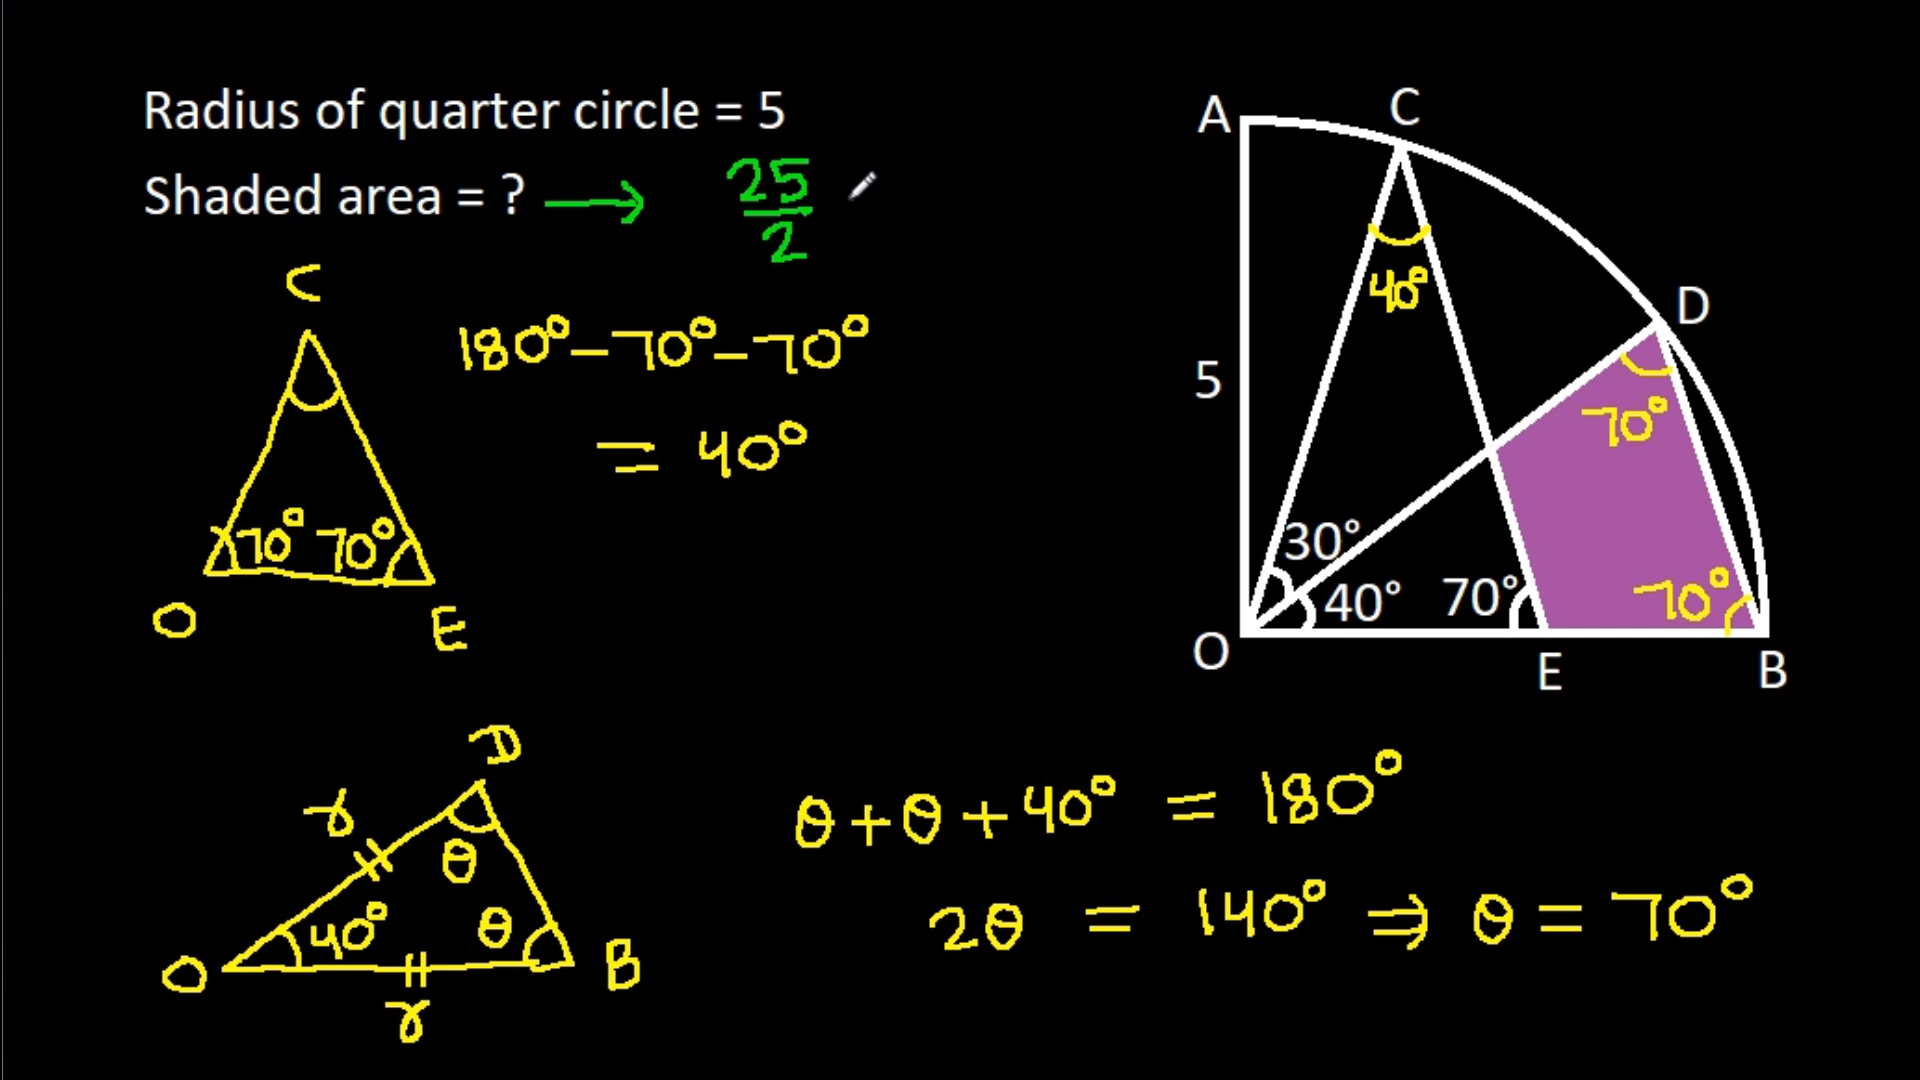 Radius of quarter circle = 5
Shaded area = ? → 25/2
C
180° – 70° – 70°
= 40°
70° 70°
O E
A C
40°
D
5
70°
30°
40° 70° 70°
O E B
D
r
θ
40° θ
O B
r
θ + θ + 40° = 180°
2θ = 140° ⇒ θ = 70°